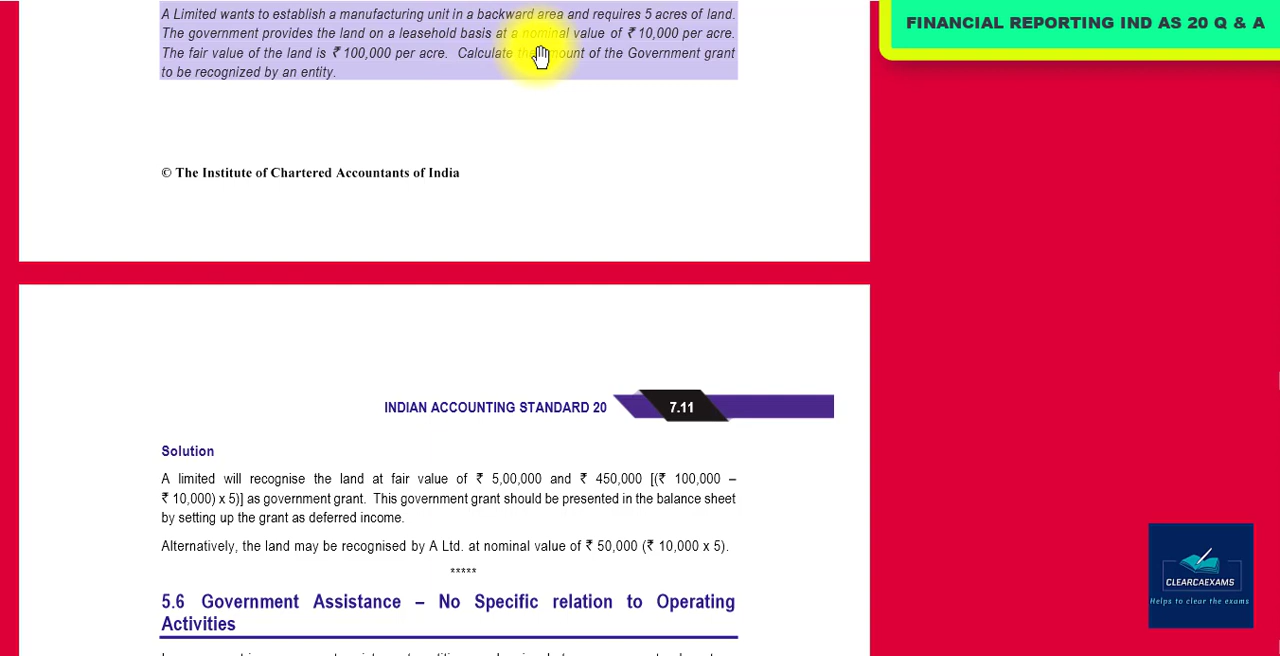 A Limited wants to establish a manufacturing unit in a backward area and requires 5 acres of land.
FINANCIAL REPORTING IND AS 20 Q & A
The government provides the land on a leasehold basis at a nominal value of ₹ 10,000 per acre.
The fair value of the land is ₹ 100,000 per acre. Calculate the amount of the Government grant
to be recognized by an entity.
© The Institute of Chartered Accountants of India
INDIAN ACCOUNTING STANDARD 20
7.11
Solution
A limited will recognise the land at fair value of ₹ 5,00,000 and ₹ 450,000 [(₹ 100,000 –
₹ 10,000) x 5)] as government grant. This government grant should be presented in the balance sheet
by setting up the grant as deferred income.
Alternatively, the land may be recognised by A Ltd. at nominal value of ₹ 50,000 (₹ 10,000 x 5).
*****
CLEARCAEXAMS
Helps to clear the exams
5.6 Government Assistance – No Specific relation to Operating
Activities